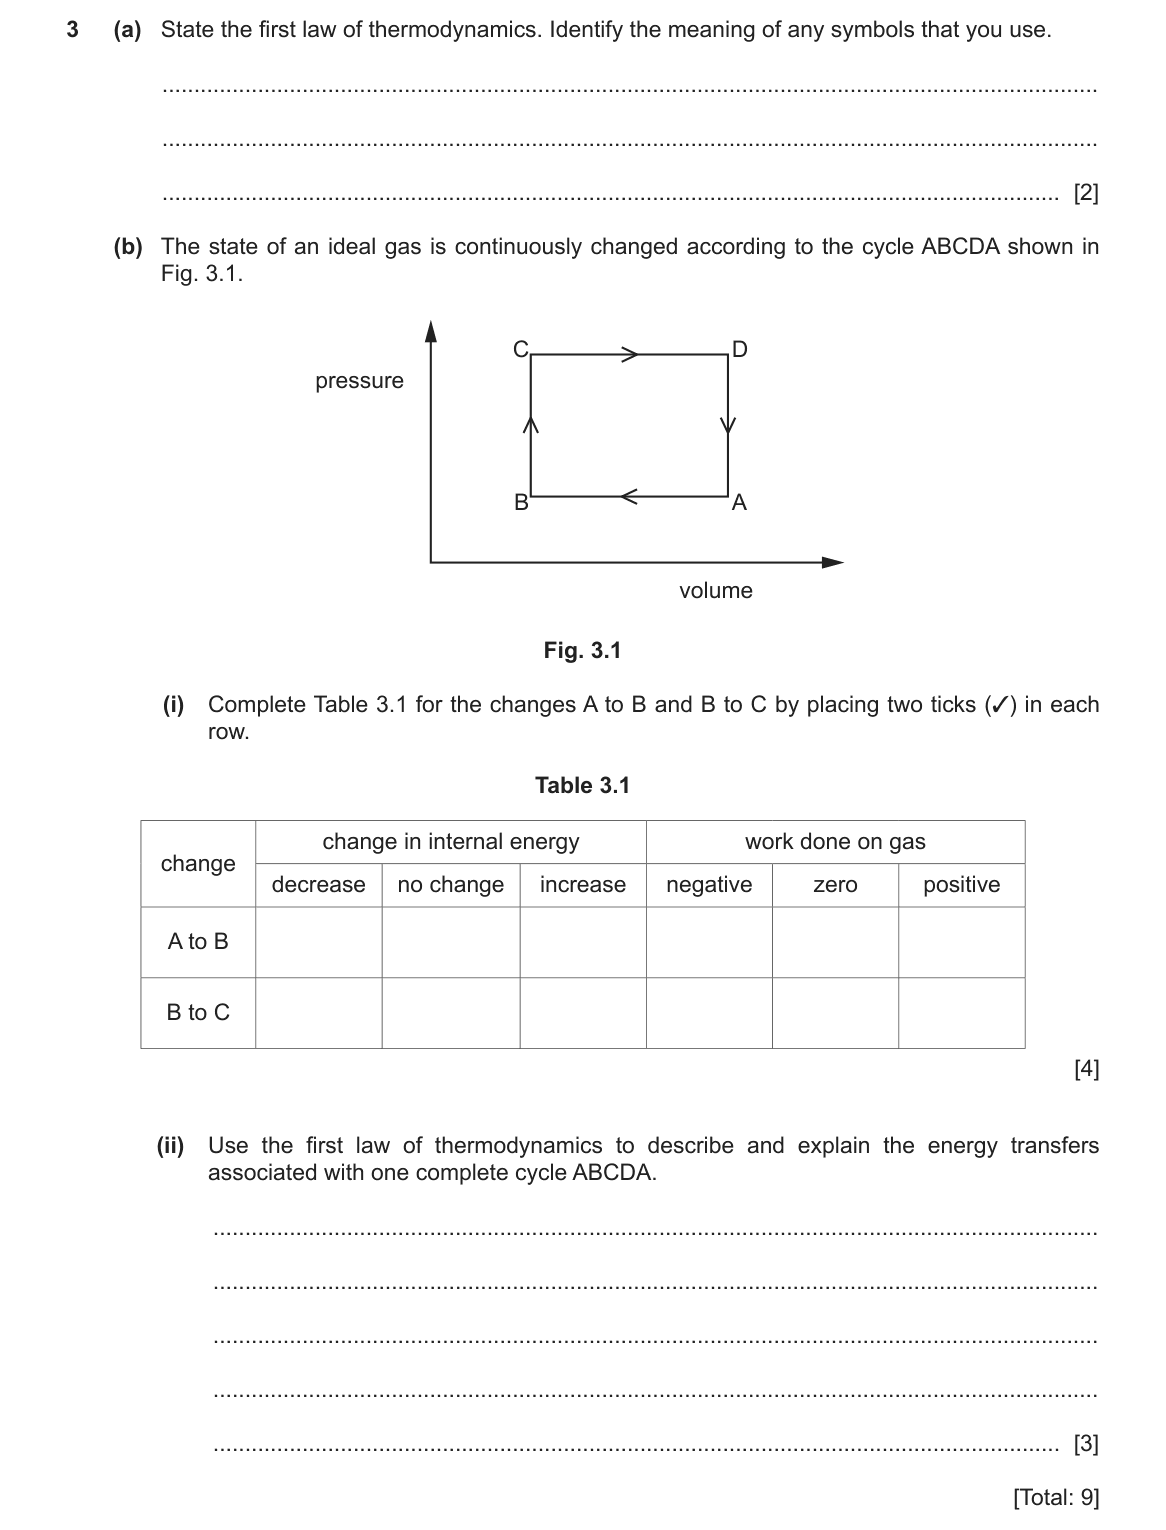 3 (a) State the first law of thermodynamics. Identify the meaning of any symbols that you use.
..........................................................................................................................................
..........................................................................................................................................
.................................................................................................................................... [2]
(b) The state of an ideal gas is continuously changed according to the cycle ABCDA shown in
Fig. 3.1.
C D
pressure
B A
volume
Fig. 3.1
(i) Complete Table 3.1 for the changes A to B and B to C by placing two ticks (✓) in each
row.
Table 3.1
change in internal energy work done on gas
change
decrease no change increase negative zero positive
A to B
B to C
[4]
(ii) Use the first law of thermodynamics to describe and explain the energy transfers
associated with one complete cycle ABCDA.
..........................................................................................................................................
..........................................................................................................................................
..........................................................................................................................................
..........................................................................................................................................
.................................................................................................................................... [3]
[Total: 9]